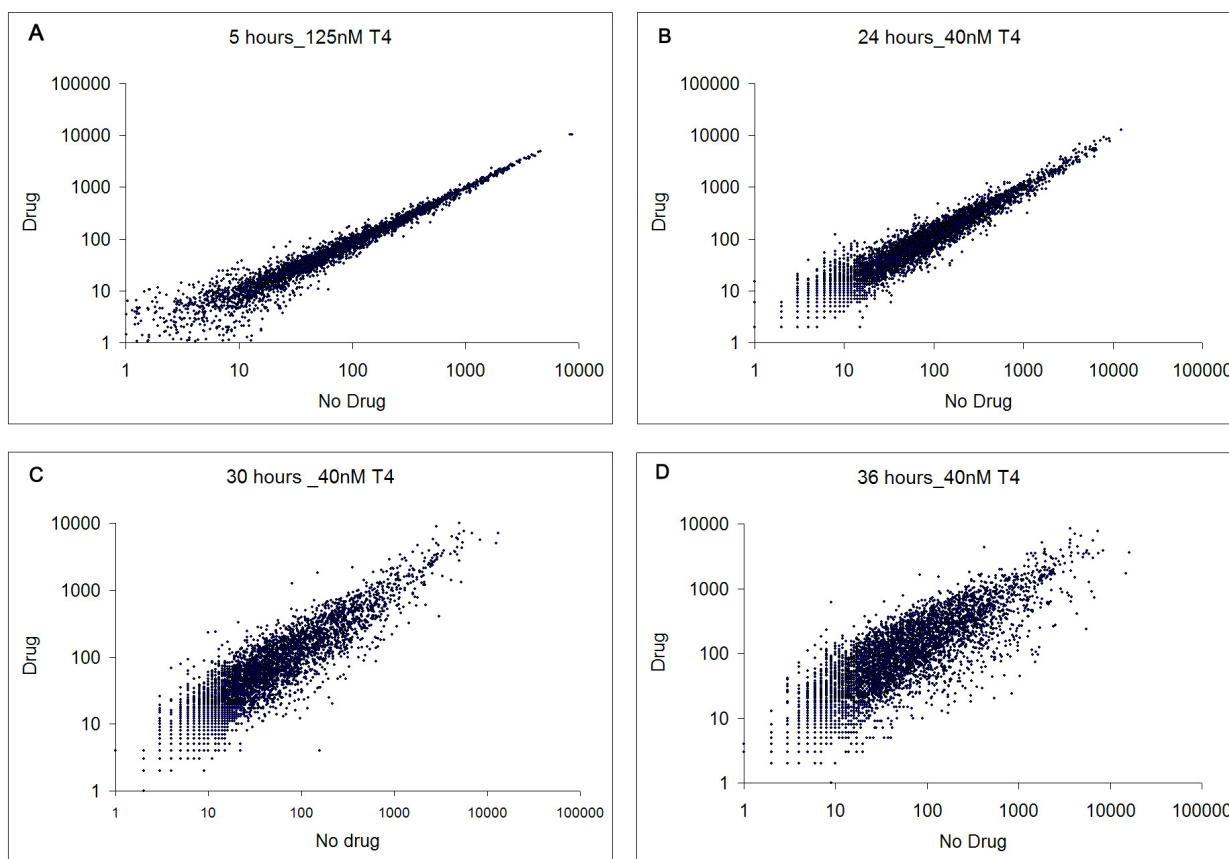 A
5 hours_125nM T4
100000
10000
1000
100
10
1
Drug
1 10 100 1000 10000
No Drug
B
24 hours_40nM T4
100000
10000
1000
100
10
1
Drug
1 10 100 1000 10000 100000
No Drug
C
30 hours _40nM T4
10000
1000
100
10
1
Drug
1 10 100 1000 10000 100000
No drug
D
36 hours_40nM T4
10000
1000
100
10
1
Drug
1 10 100 1000 10000 100000
No Drug